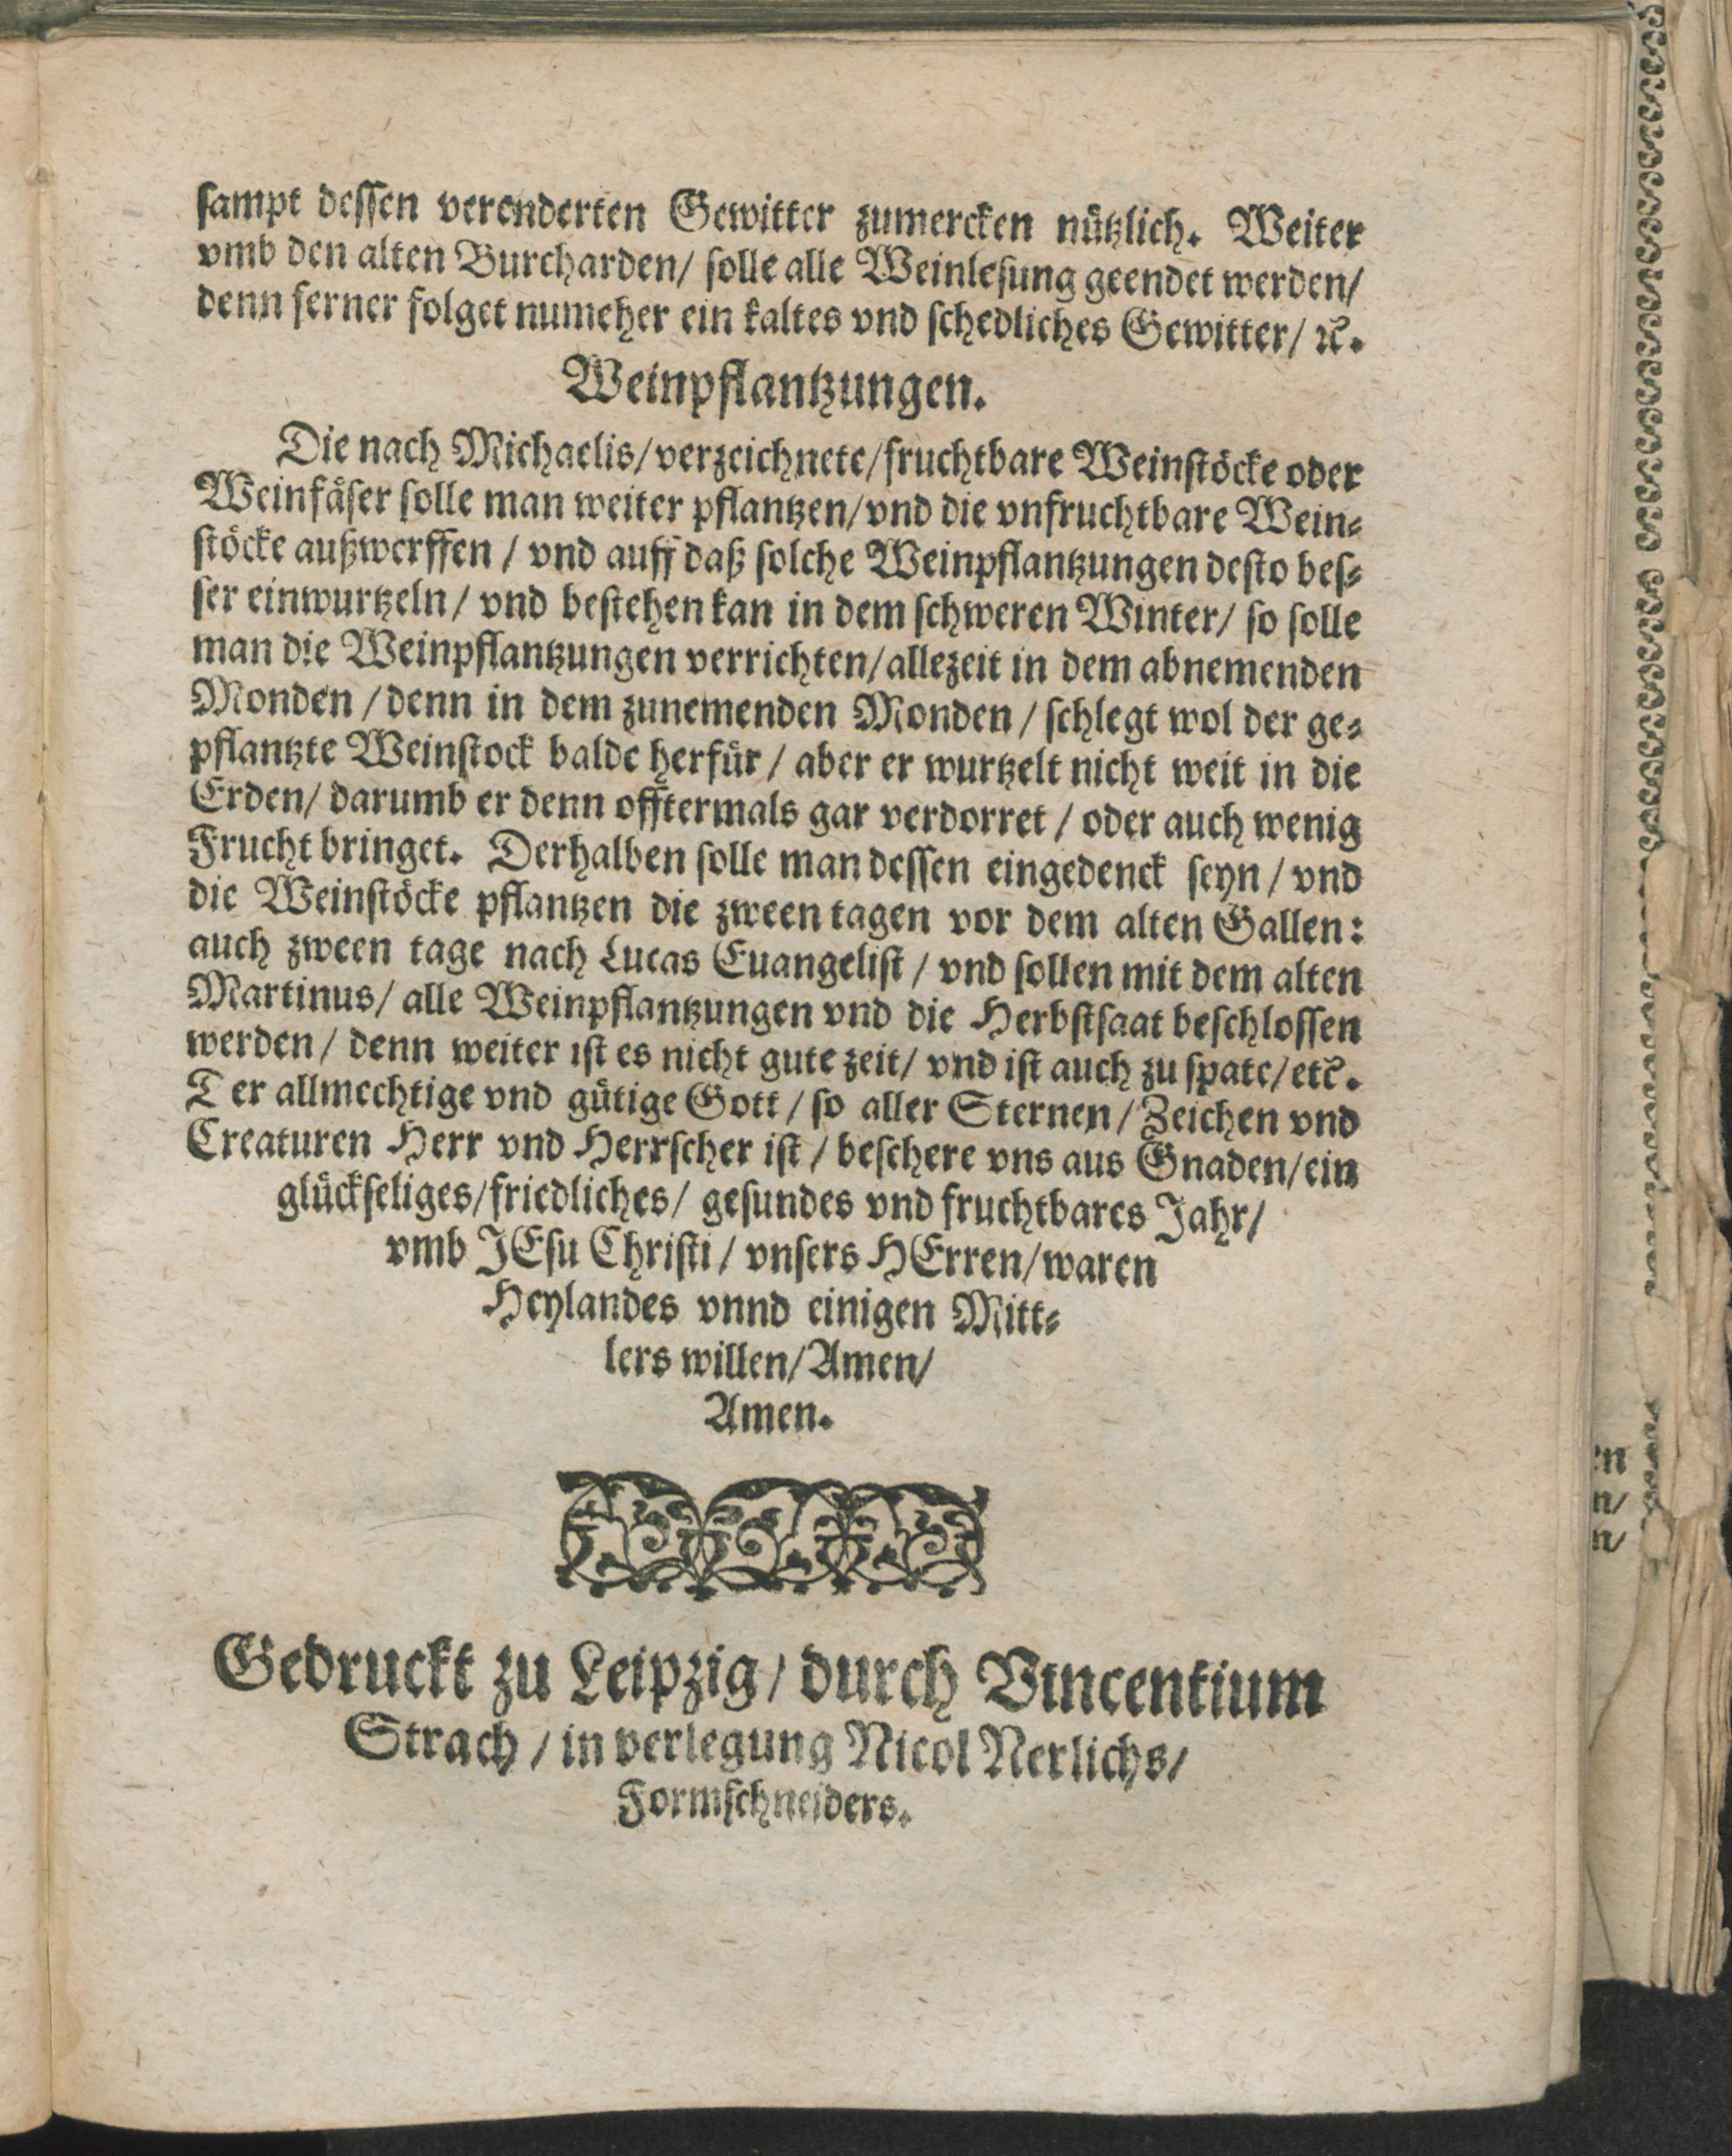 sampt dessen verenderten Gewitter zumercken nützlich. Weiter
vmb den alten Burcharden/ solle alle Weinlesung geendet werden/
denn ferner folget numeher ein kaltes vnd schedliches Gewitter/ ꝛc.
Weinpflantzungen.
Die nach Michaelis/ verzeichnete/ fruchtbare Weinstöcke oder
Weinfäser solle man weiter pflantzen/ vnd die vnfruchtbare Wein-
stöcke außwerffen / vnd auff daß solche Weinpflantzungen desto bes-
ser einwurtzeln/ vnd bestehen kan in dem schweren Winter/ so solle
man die Weinpflantzungen verrichten/ allezeit in dem abnemenden
Monden / denn in dem zunemenden Monden / schlegt wol der ge-
pflantzte Weinstock balde herfür / aber er wurtzelt nicht weit in die
Erden/ darumb er denn offtermals gar verdorret / oder auch wenig
Frucht bringet. Derhalben solle man dessen eingedenck seyn / vnd
die Weinstöcke pflantzen die zween tagen vor dem alten Gallen:
auch zween tage nach Lucas Euangelist / vnd sollen mit dem alten
Martinus/ alle Weinpflantzungen vnd die Herbstsaat beschlossen
werden / denn weiter ist es nicht gute zeit/ vnd ist auch zu spate/ etc.
Ter allmechtige vnd gütige Gott / so aller Sternen/ Zeichen vnd
Creaturen Herr vnd Herrscher ist / beschere vns aus Gnaden/ ein
glückseliges/ friedliches/ gesundes vnd fruchtbares Jahr/
vmb JEsu Christi / vnsers HErren/ waren
Heylandes vnnd einigen Mitt-
lers willen/ Amen/
Amen.
Gedruckt zu Leipzig/ durch Vincentium
Strach / in verlegung Nicol Nerlichs/
Formschneiders.